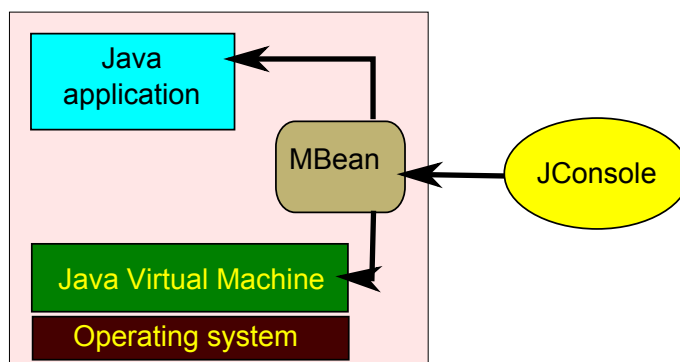 Java
application
MBean
JConsole
Java Virtual Machine
Operating system